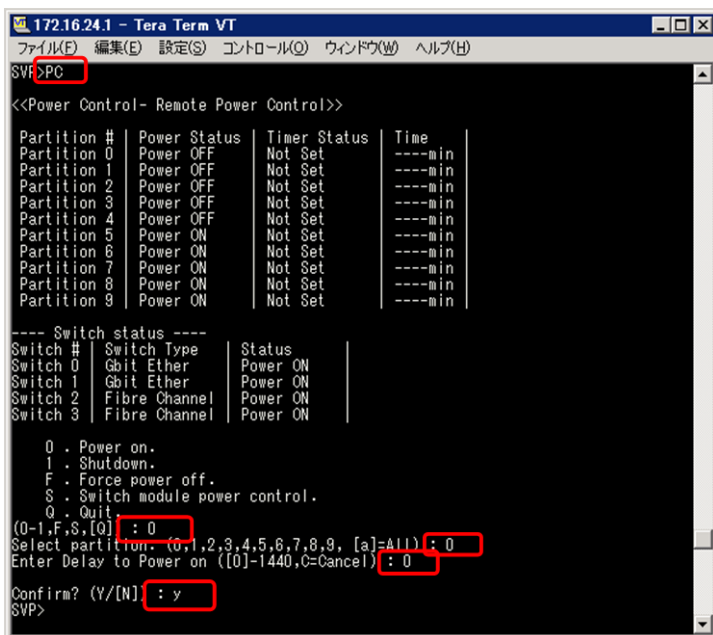 172.16.24.1 - Tera Term VT
ファイル(F) 編集(E) 設定(S) コントロール(O) ウィンドウ(W) ヘルプ(H)
SVP>PC
<<Power Control- Remote Power Control>>
Partition # | Power Status | Timer Status | Time |
Partition 0 | Power OFF | Not Set | ----min |
Partition 1 | Power OFF | Not Set | ----min |
Partition 2 | Power OFF | Not Set | ----min |
Partition 3 | Power OFF | Not Set | ----min |
Partition 4 | Power OFF | Not Set | ----min |
Partition 5 | Power ON | Not Set | ----min |
Partition 6 | Power ON | Not Set | ----min |
Partition 7 | Power ON | Not Set | ----min |
Partition 8 | Power ON | Not Set | ----min |
Partition 9 | Power ON | Not Set | ----min |
---- Switch status ----
Switch # | Switch Type | Status |
Switch 0 | Gbit Ether | Power ON |
Switch 1 | Gbit Ether | Power ON |
Switch 2 | Fibre Channel | Power ON |
Switch 3 | Fibre Channel | Power ON |
0 . Power on.
1 . Shutdown.
F . Force power off.
S . Switch module power control.
Q . Quit.
(0-1,F,S,[Q]) : 0
Select partition. (0,1,2,3,4,5,6,7,8,9, [a]=All) : 0
Enter Delay to Power on ([0]-1440,C=Cancel) : 0
Confirm? (Y/[N]) : y
SVP>